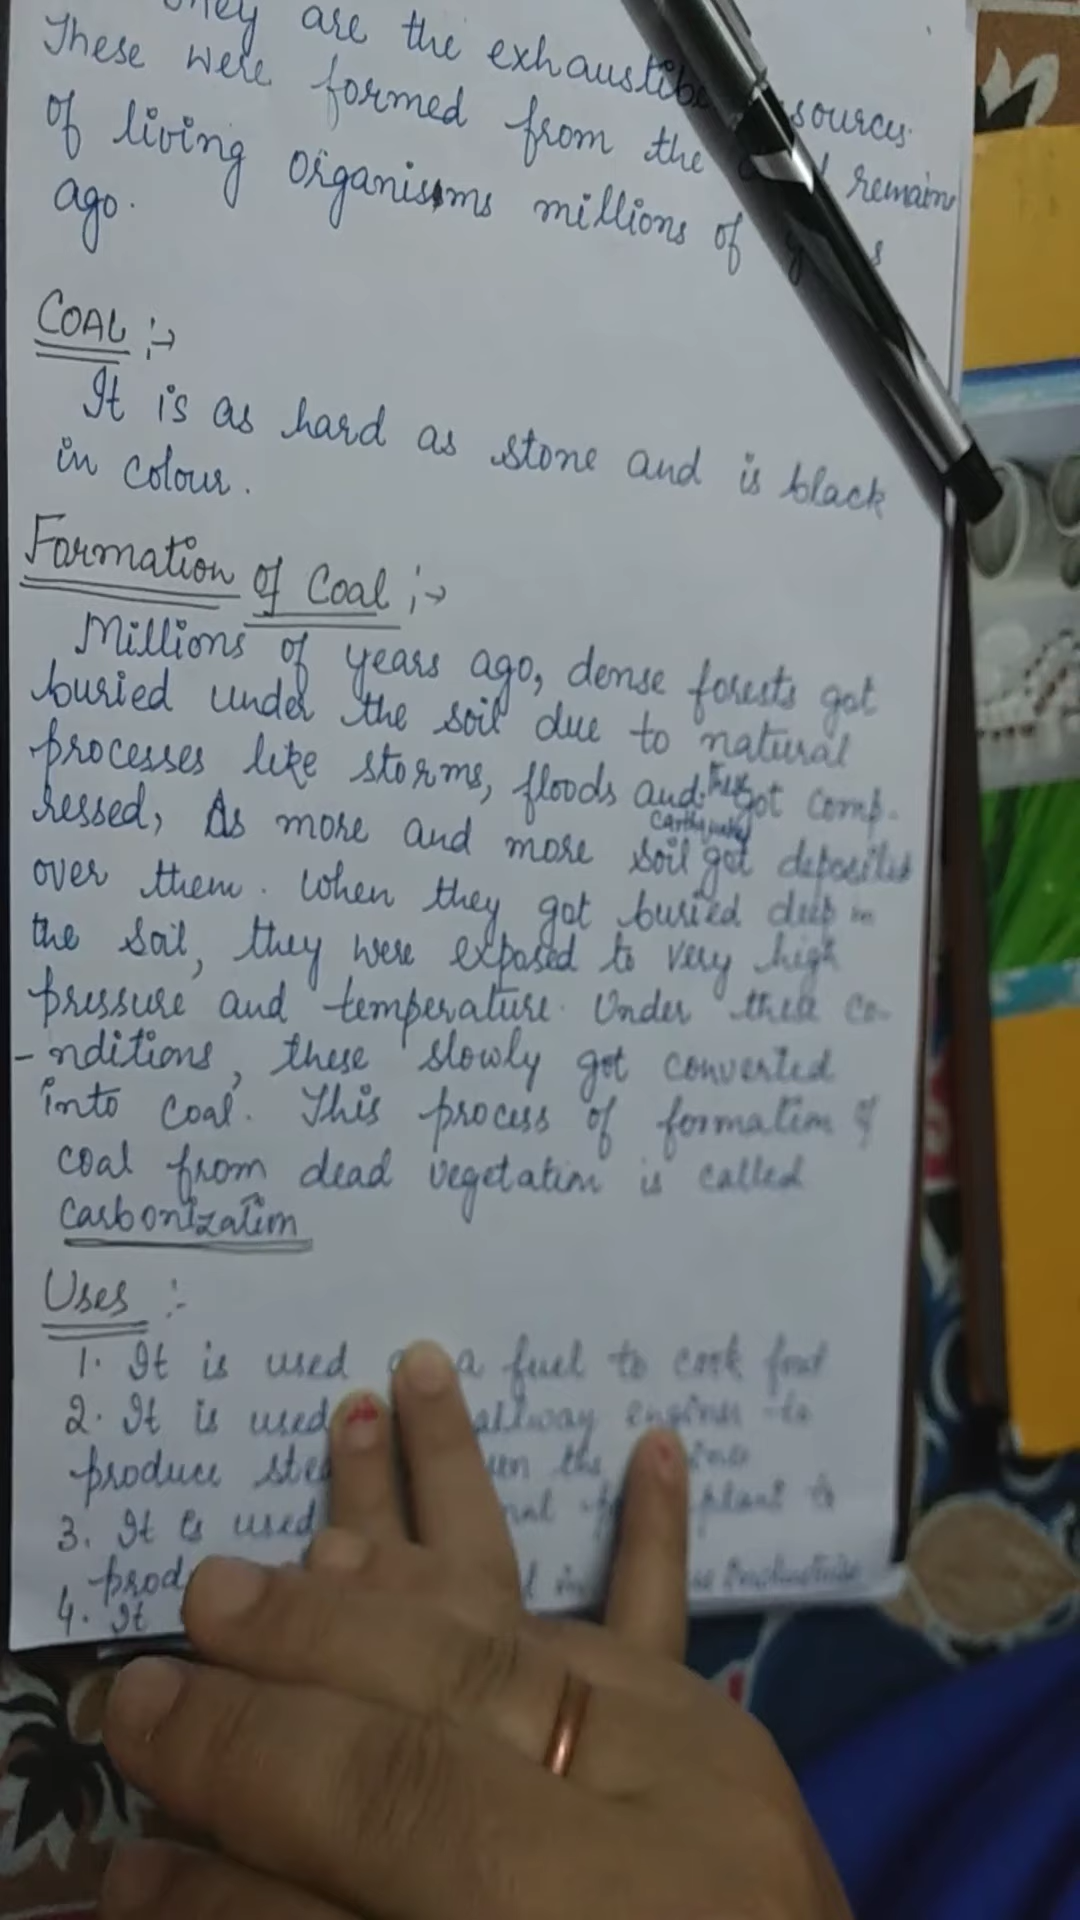 are the exhaustible
These were formed from the remains
of living organisms millions of
ago.
COAL :→
It is as hard as stone and is black
in colour.
Formation of Coal :→
Millions of years ago, dense forests got
buried under the soil due to natural
processes like storms, floods and got comp-
earthquake
ressed, As more and more soil got deposited
over them. When they got buried deep in
the soil, they were exposed to very high
pressure and temperature. Under these co-
-nditions, these slowly got converted
into coal. This process of formation of
coal from dead vegetation is called
carbonization
Uses :-
1. It is used a fuel to cook food
2. It is used engines to
produce the
3. It is used plant to
4. It